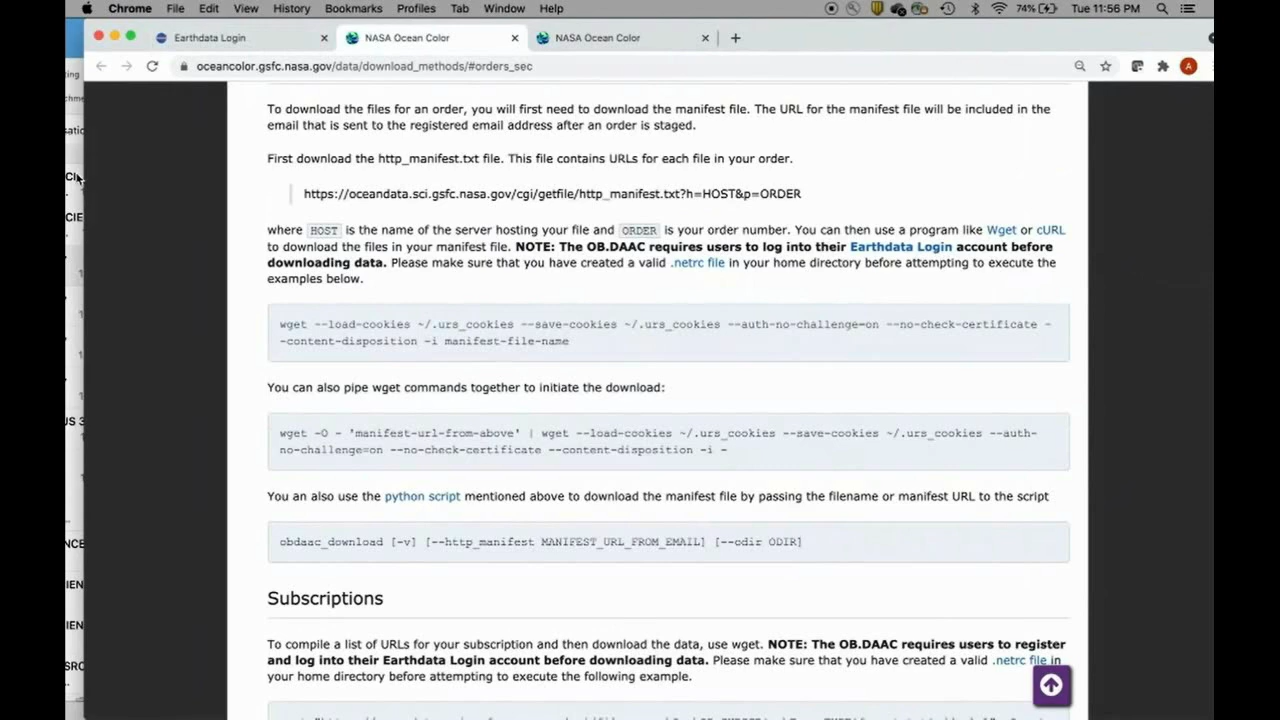 Chrome File Edit View History Bookmarks Profiles Tab Window Help 74% Tue 11:56 PM
Earthdata Login NASA Ocean Color NASA Ocean Color
oceancolor.gsfc.nasa.gov/data/download_methods/#orders_sec A
To download the files for an order, you will first need to download the manifest file. The URL for the manifest file will be included in the
email that is sent to the registered email address after an order is staged.
First download the http_manifest.txt file. This file contains URLs for each file in your order.
https://oceandata.sci.gsfc.nasa.gov/cgi/getfile/http_manifest.txt?h=HOST&p=ORDER
where HOST is the name of the server hosting your file and ORDER is your order number. You can then use a program like Wget or cURL
to download the files in your manifest file. NOTE: The OB.DAAC requires users to log into their Earthdata Login account before
downloading data. Please make sure that you have created a valid .netrc file in your home directory before attempting to execute the
examples below.
wget --load-cookies ~/.urs_cookies --save-cookies ~/.urs_cookies --auth-no-challenge=on --no-check-certificate -
-content-disposition -i manifest-file-name
You can also pipe wget commands together to initiate the download:
wget -O - 'manifest-url-from-above' | wget --load-cookies ~/.urs_cookies --save-cookies ~/.urs_cookies --auth-
no-challenge=on --no-check-certificate --content-disposition -i -
You an also use the python script mentioned above to download the manifest file by passing the filename or manifest URL to the script
obdaac_download [-v] [--http_manifest MANIFEST_URL_FROM_EMAIL] [--odir ODIR]
Subscriptions
To compile a list of URLs for your subscription and then download the data, use wget. NOTE: The OB.DAAC requires users to register
and log into their Earthdata Login account before downloading data. Please make sure that you have created a valid .netrc file in
your home directory before attempting to execute the following example.